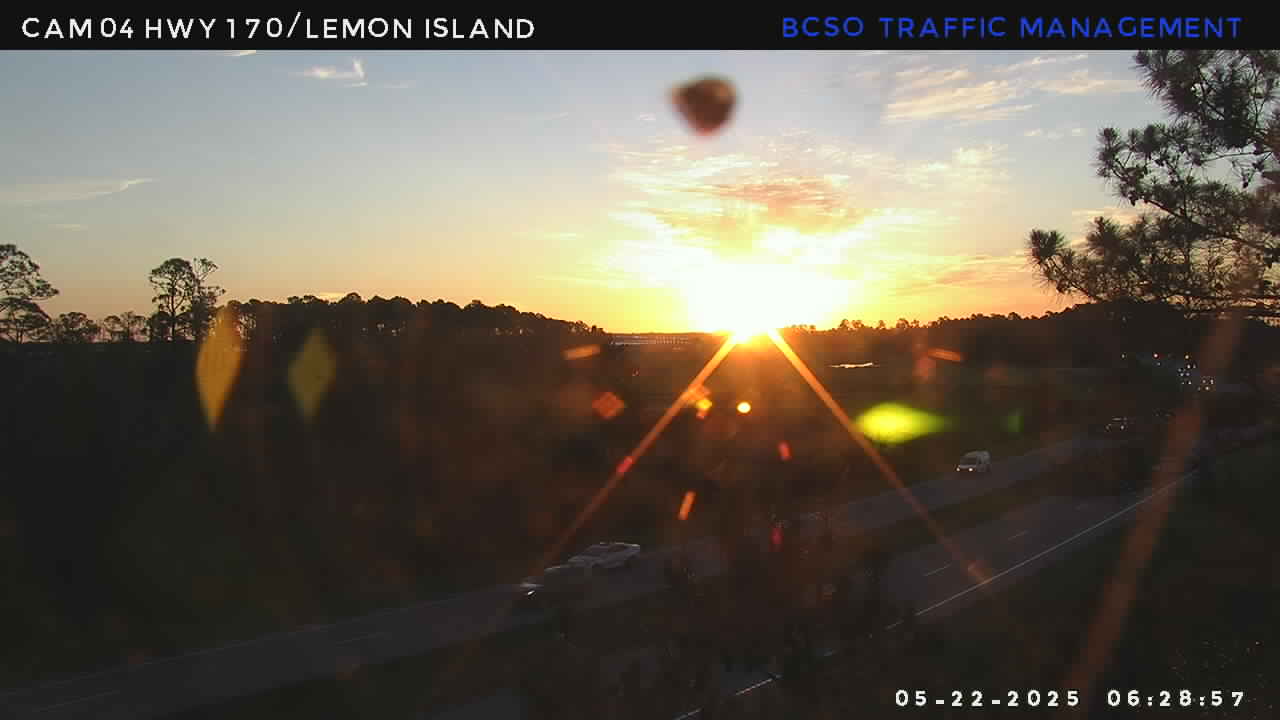 CAM04 HWY170/LEMON ISLAND
BCSO TRAFFIC MANAGEMENT
05-22-2025 06:28:57